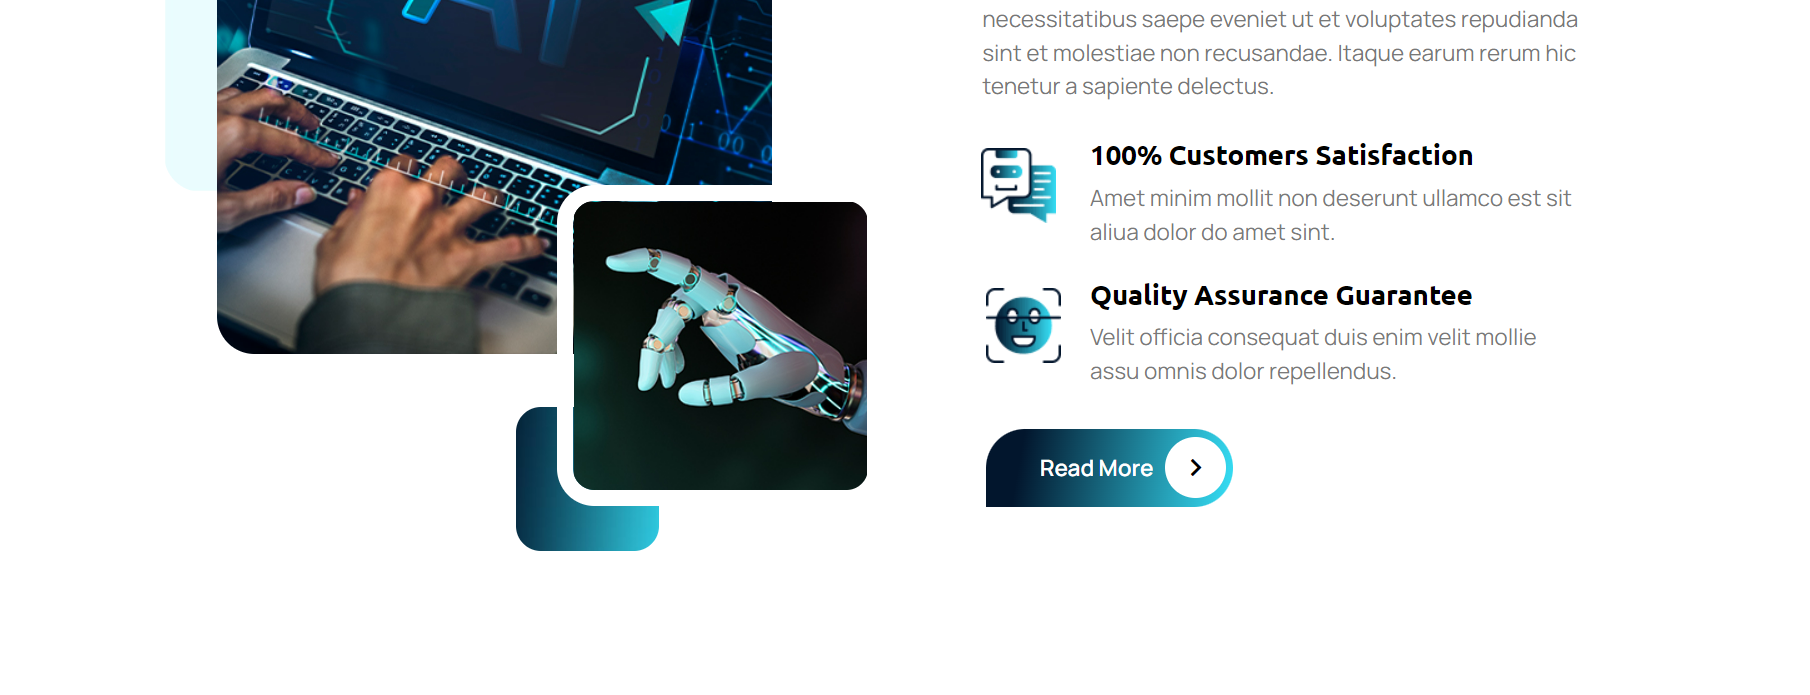 AI
necessitatibus saepe eveniet ut et voluptates repudianda
sint et molestiae non recusandae. Itaque earum rerum hic
tenetur a sapiente delectus.
100% Customers Satisfaction
Amet minim mollit non deserunt ullamco est sit
aliua dolor do amet sint.
Quality Assurance Guarantee
Velit officia consequat duis enim velit mollie
assu omnis dolor repellendus.
Read More